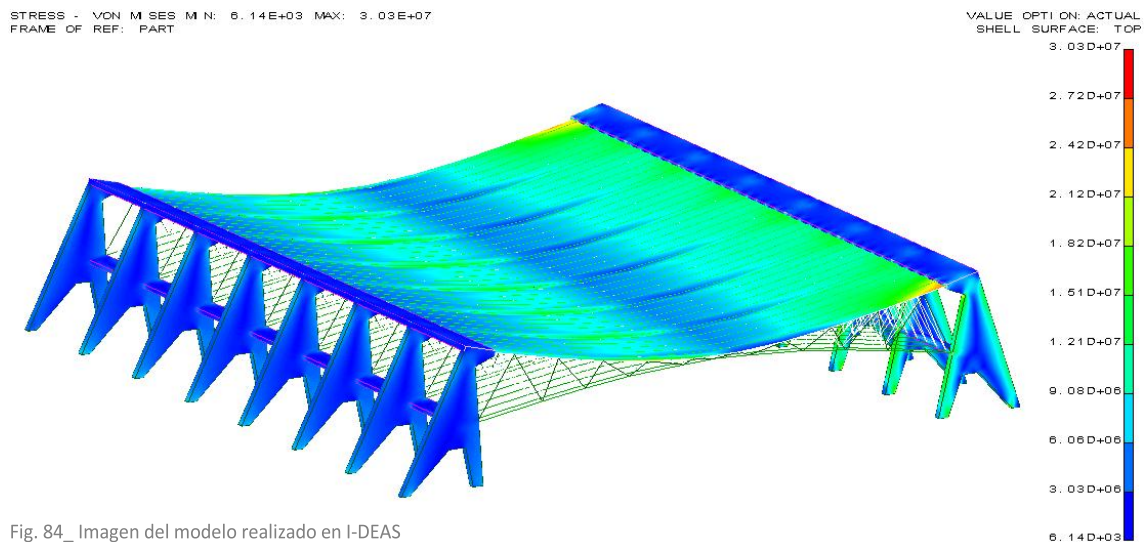 STRESS - VON MISES MIN: 6.14E+03 MAX: 3.03E+07
FRAME OF REF: PART
VALUE OPTION: ACTUAL
SHELL SURFACE: TOP
3.03D+07
2.72D+07
2.42D+07
2.12D+07
1.82D+07
1.51D+07
1.21D+07
9.08D+06
6.06D+06
3.03D+06
6.14D+03
Fig. 84_ Imagen del modelo realizado en I-DEAS